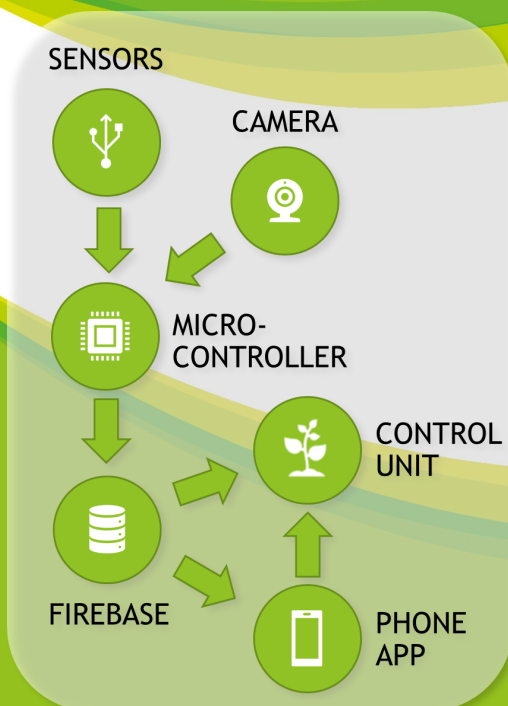 SENSORS
CAMERA
MICRO-
CONTROLLER
CONTROL
UNIT
FIREBASE
PHONE
APP